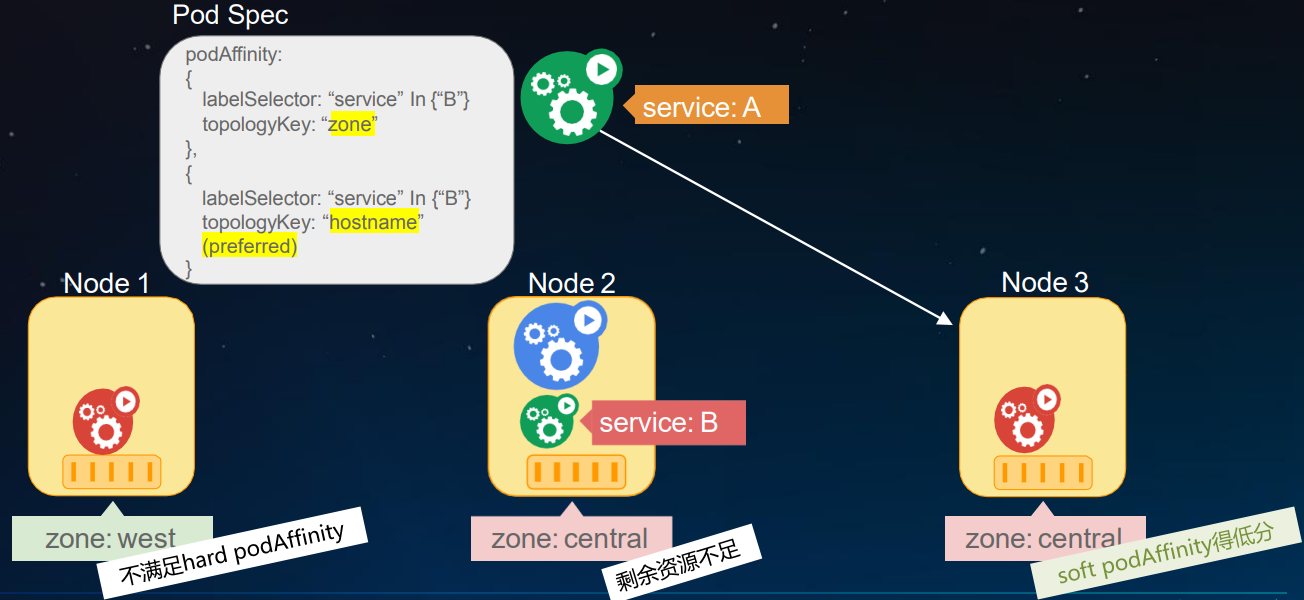 Pod Spec
podAffinity:
{
labelSelector: “service” In {“B”}
topologyKey: “zone”
},
{
labelSelector: “service” In {“B”}
topologyKey: “hostname”
(preferred)
}
service: A
Node 1
Node 2
Node 3
service: B
zone: west
不满足hard podAffinity
zone: central
剩余资源不足
zone: central
soft podAffinity得低分